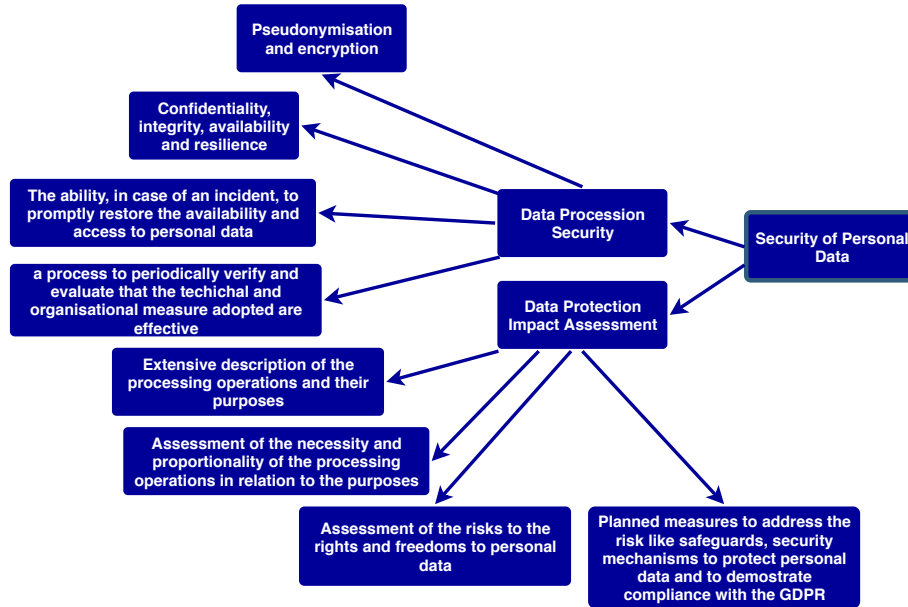 Pseudonymisation
and encryption
Confidentiality,
integrity, availability
and resilience
The ability, in case of an incident, to
promptly restore the availability and
access to personal data
a process to periodically verify and
evaluate that the techichal and
organisational measure adopted are
effective
Data Procession
Security
Security of Personal
Data
Data Protection
Impact Assessment
Extensive description of the
processing operations and their
purposes
Assessment of the necessity and
proportionality of the processing
operations in relation to the purposes
Assessment of the risks to the
rights and freedoms to personal
data
Planned measures to address the
risk like safeguards, security
mechanisms to protect personal
data and to demostrate
compliance with the GDPR